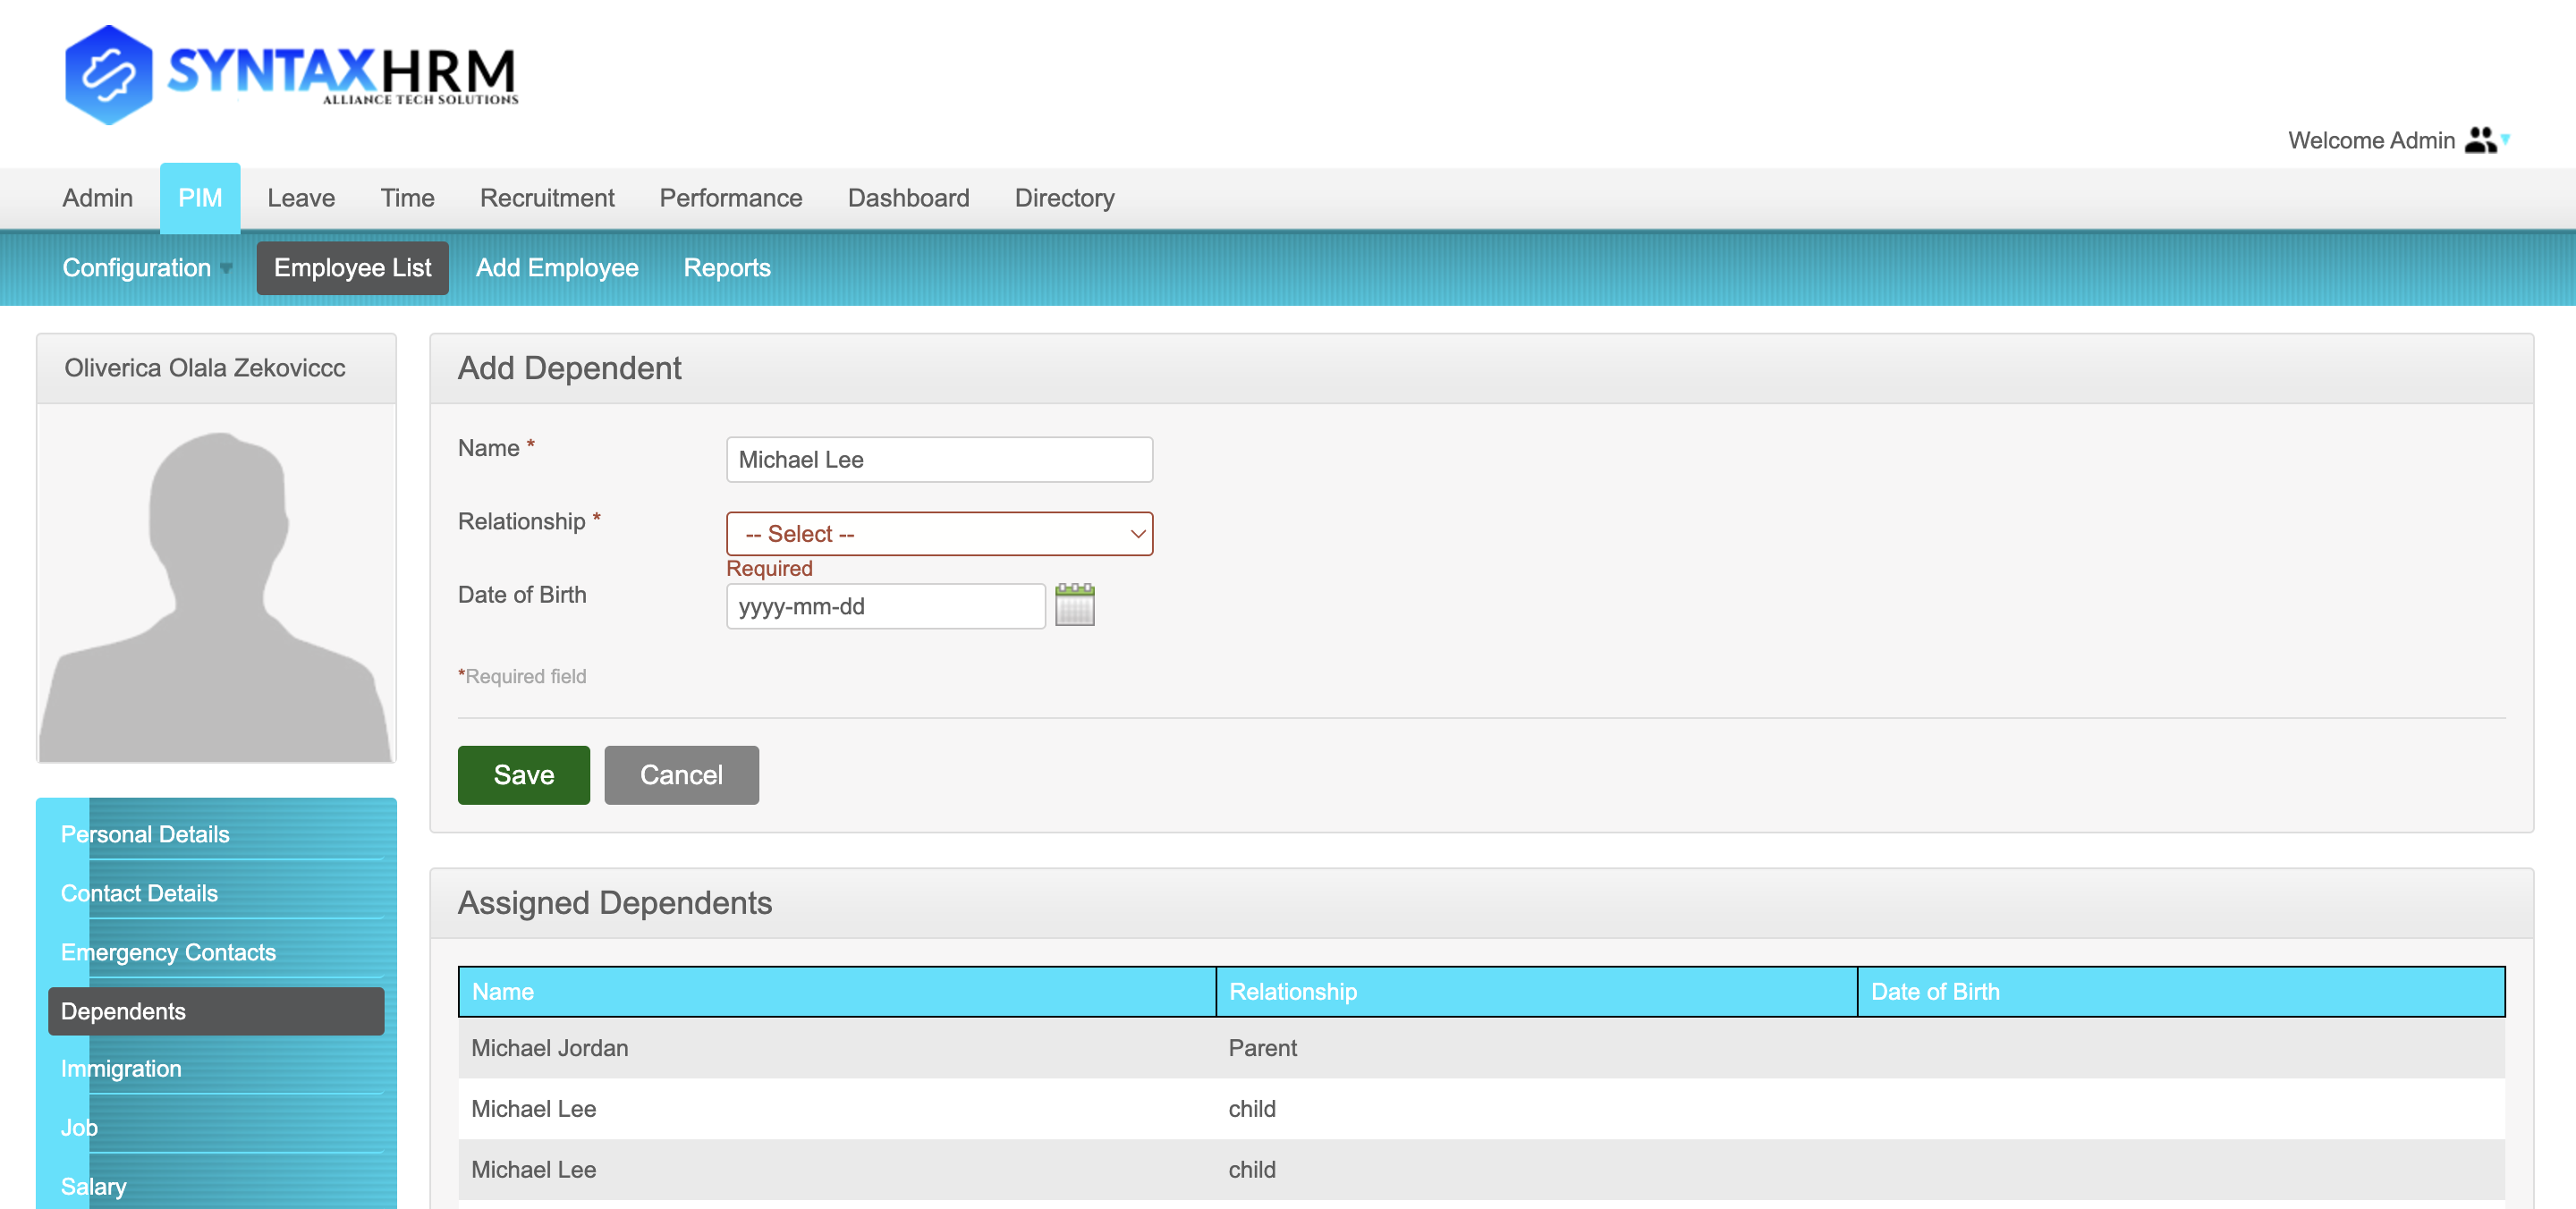 SYNTAXHRM
ALLIANCE TECH SOLUTIONS
Welcome Admin
Admin PIM Leave Time Recruitment Performance Dashboard Directory
Configuration Employee List Add Employee Reports
Oliverica Olala Zekoviccc
Add Dependent
Name *
Michael Lee
Relationship *
-- Select --
Required
Date of Birth
yyyy-mm-dd
*Required field
Save Cancel
Personal Details
Contact Details
Emergency Contacts
Dependents
Immigration
Job
Salary
Assigned Dependents
Name Relationship Date of Birth
Michael Jordan Parent
Michael Lee child
Michael Lee child